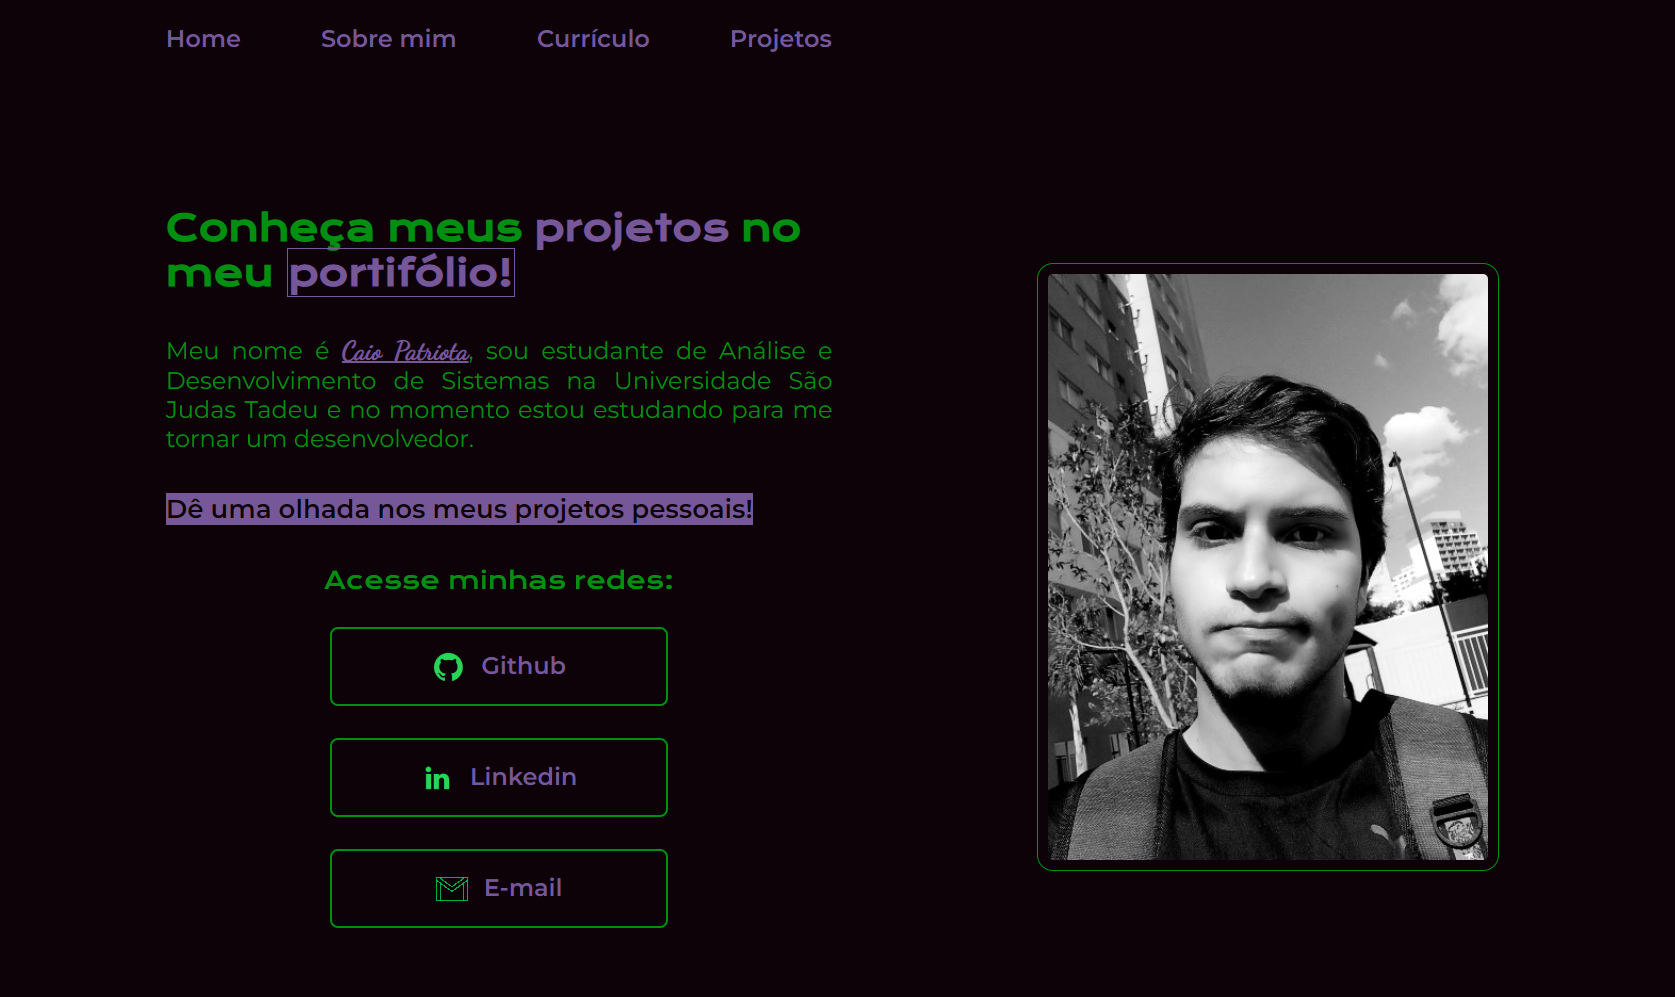 Home Sobre mim Currículo Projetos
Conheça meus projetos no
meu portifólio!
Meu nome é Caio Patriota, sou estudante de Análise e
Desenvolvimento de Sistemas na Universidade São
Judas Tadeu e no momento estou estudando para me
tornar um desenvolvedor.
Dê uma olhada nos meus projetos pessoais!
Acesse minhas redes:
Github
in Linkedin
E-mail